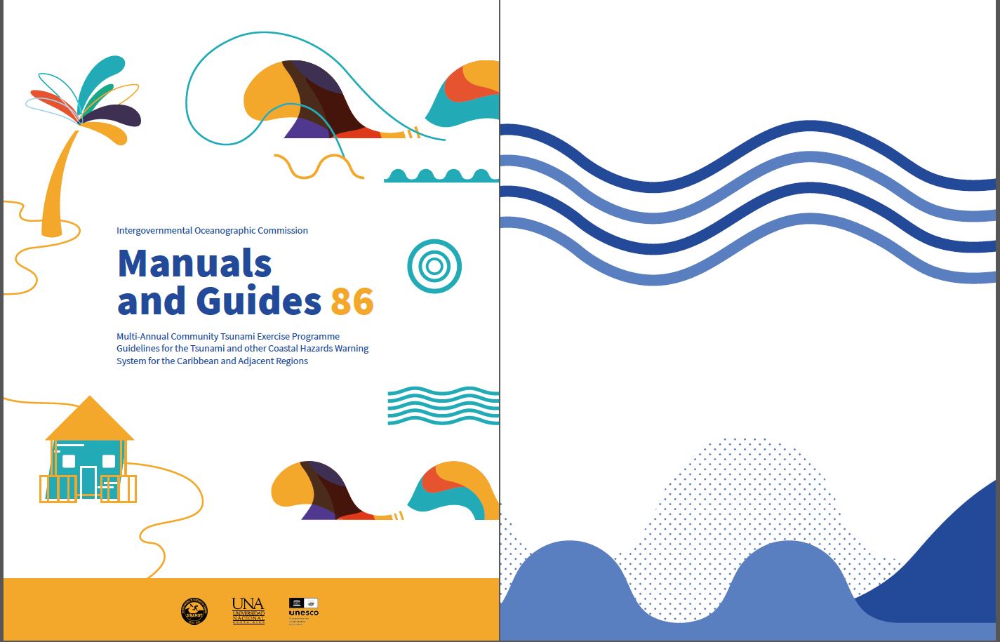 Intergovernmental Oceanographic Commission
Manuals
and Guides 86
Multi-Annual Community Tsunami Exercise Programme
Guidelines for the Tsunami and other Coastal Hazards Warning
System for the Caribbean and Adjacent Regions
SINAMOT
UNA
UNIVERSIDAD
NACIONAL
COSTA RICA
unesco